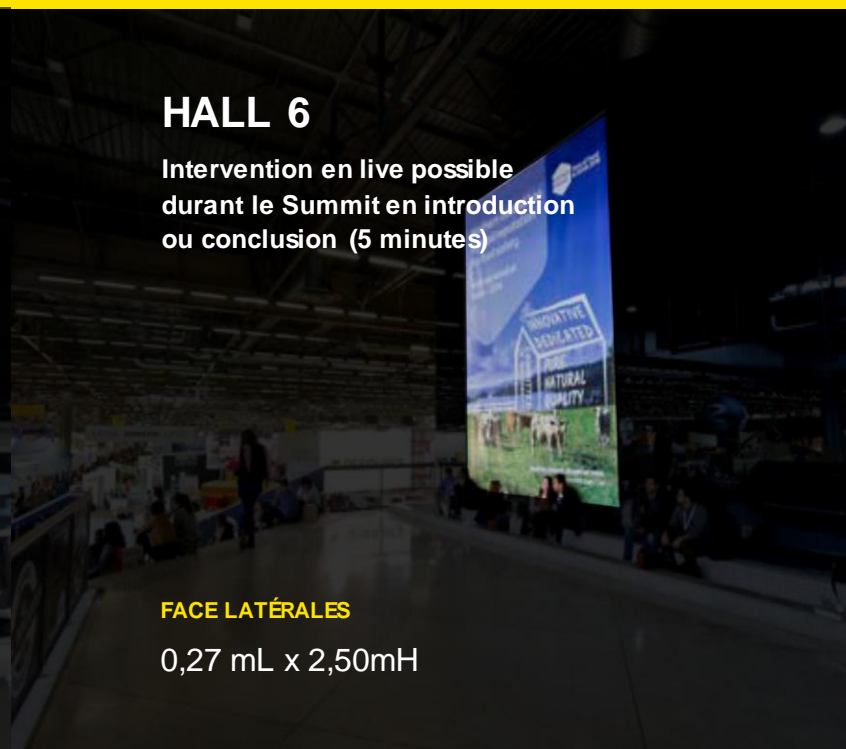 HALL 6
Intervention en live possible
durant le Summit en introduction
ou conclusion (5 minutes)
INNOVATIVE
DEDICATED
PURE
NATURAL
QUALITY
FACE LATÉRALES
0,27 mL x 2,50mH